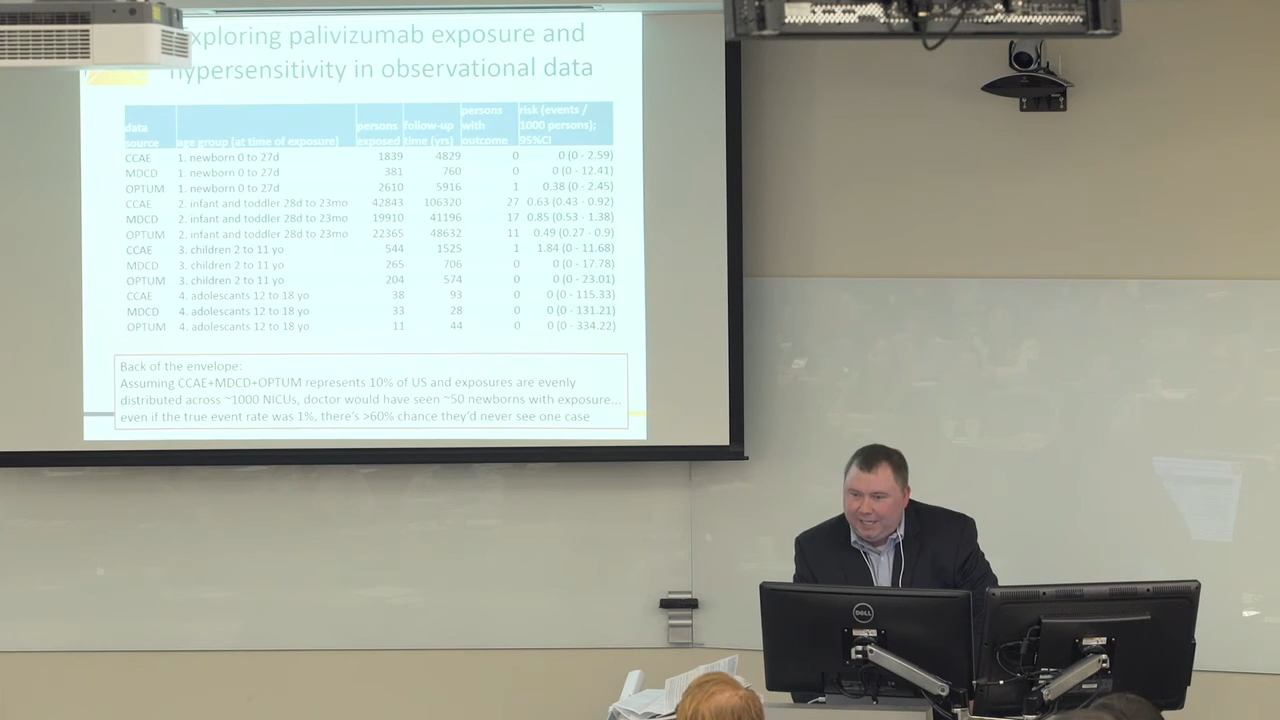 xploring palivizumab exposure and
hypersensitivity in observational data
data source age group (at time of exposure) persons exposed follow-up time (yrs) persons with outcome risk (events / 1000 persons); 95%CI
CCAE 1. newborn 0 to 27d 1839 4829 0 0 (0 - 2.59)
MDCD 1. newborn 0 to 27d 381 760 0 0 (0 - 12.41)
OPTUM 1. newborn 0 to 27d 2610 5916 1 0.38 (0 - 2.45)
CCAE 2. infant and toddler 28d to 23mo 42843 106320 27 0.63 (0.43 - 0.92)
MDCD 2. infant and toddler 28d to 23mo 19910 41196 17 0.85 (0.53 - 1.38)
OPTUM 2. infant and toddler 28d to 23mo 22365 48632 11 0.49 (0.27 - 0.9)
CCAE 3. children 2 to 11 yo 544 1525 1 1.84 (0 - 11.68)
MDCD 3. children 2 to 11 yo 265 706 0 0 (0 - 17.78)
OPTUM 3. children 2 to 11 yo 204 574 0 0 (0 - 23.01)
CCAE 4. adolescants 12 to 18 yo 38 93 0 0 (0 - 115.33)
MDCD 4. adolescants 12 to 18 yo 33 28 0 0 (0 - 131.21)
OPTUM 4. adolescants 12 to 18 yo 11 44 0 0 (0 - 334.22)
Back of the envelope:
Assuming CCAE+MDCD+OPTUM represents 10% of US and exposures are evenly
distributed across ~1000 NICUs, doctor would have seen ~50 newborns with exposure...
even if the true event rate was 1%, there's >60% chance they'd never see one case
DELL